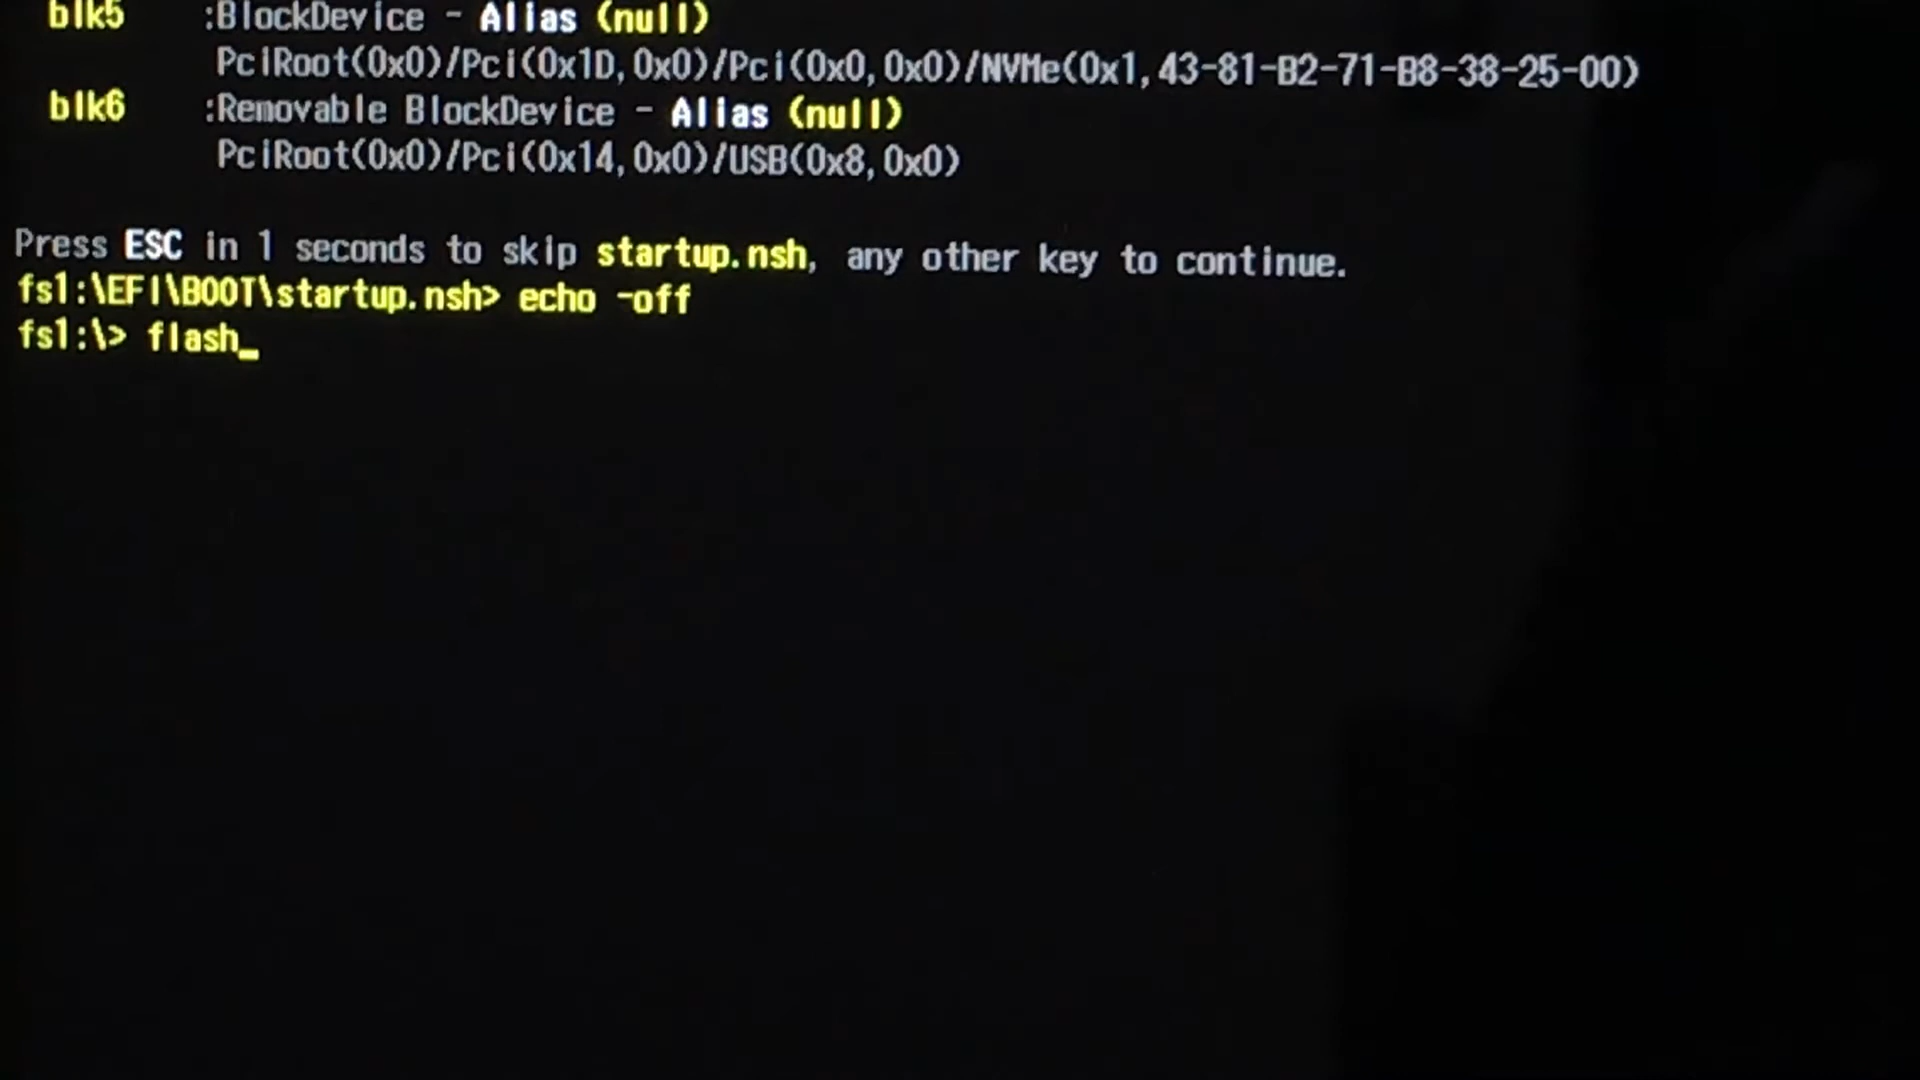 blk5 :BlockDevice - Alias (null)
PciRoot(0x0)/Pci(0x1D,0x0)/Pci(0x0,0x0)/NVMe(0x1,43-81-B2-71-B8-38-25-00)
blk6 :Removable BlockDevice - Alias (null)
PciRoot(0x0)/Pci(0x14,0x0)/USB(0x8,0x0)
Press ESC in 1 seconds to skip startup.nsh, any other key to continue.
fs1:\EFI\BOOT\startup.nsh> echo -off
fs1:\> flash_